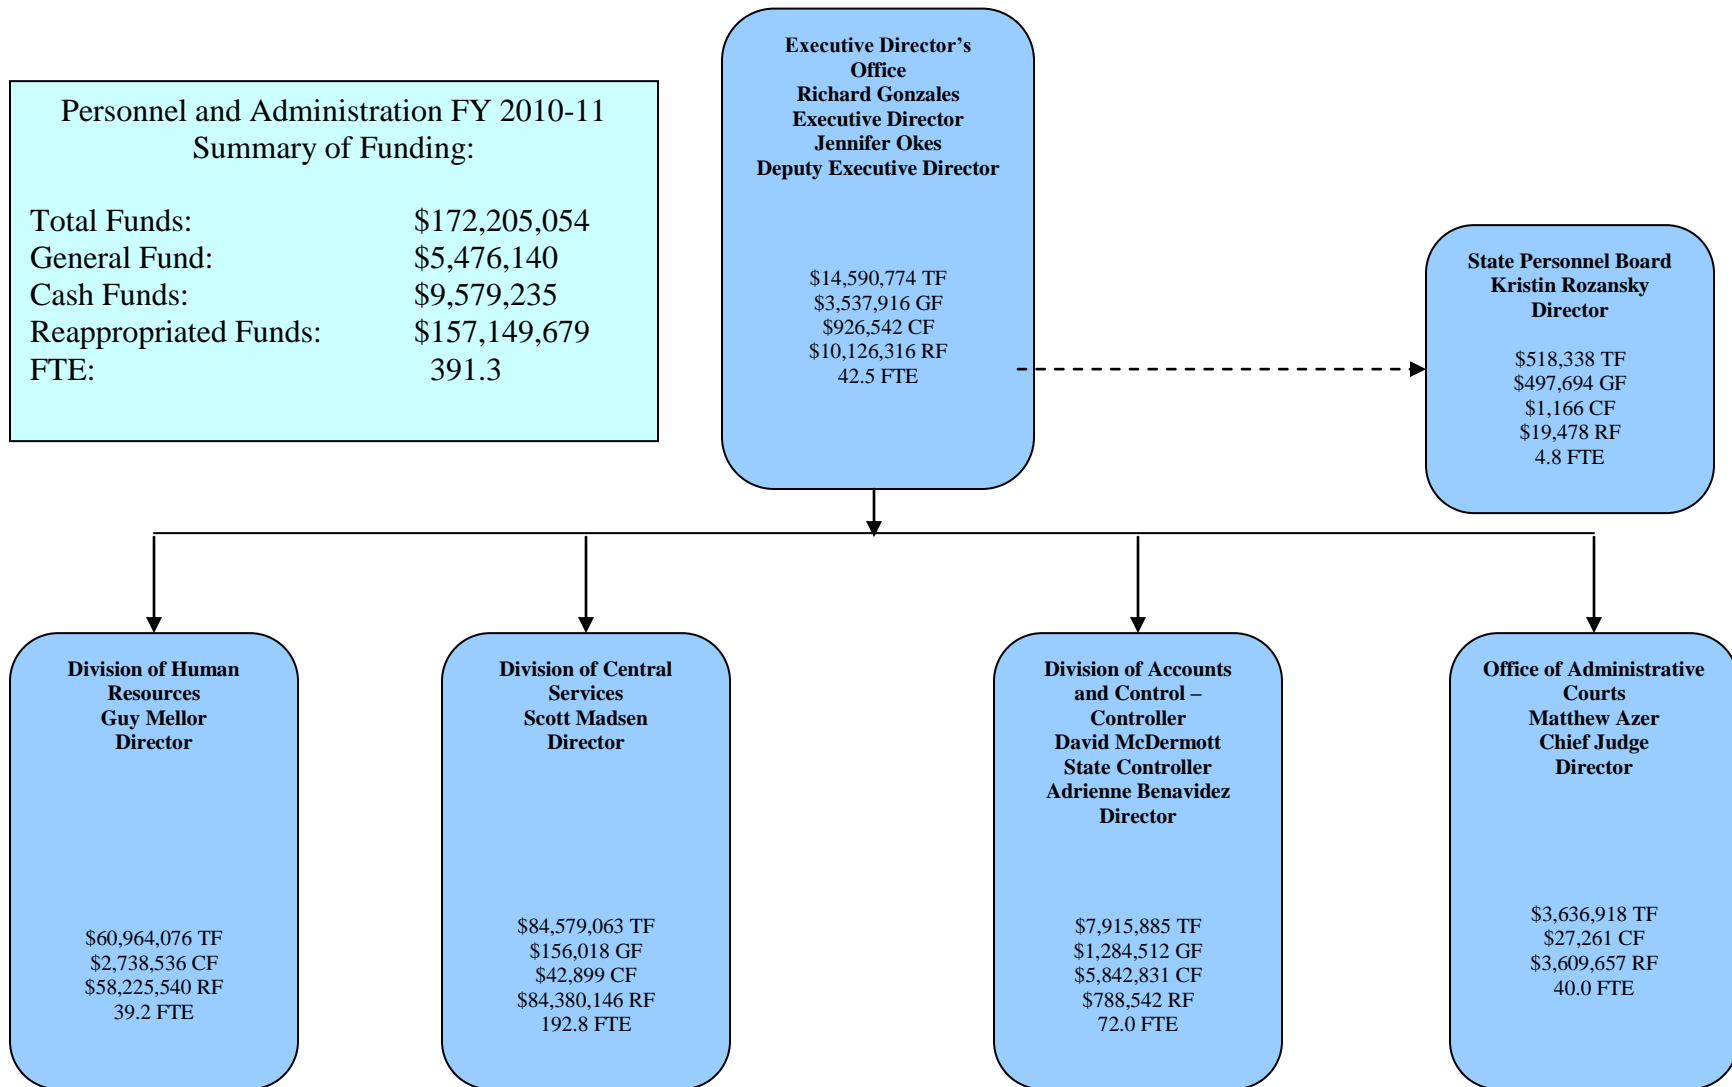 Executive Director’s
Office
Richard Gonzales
Executive Director
Jennifer Okes
Deputy Executive Director
$14,590,774 TF
$3,537,916 GF
$926,542 CF
$10,126,316 RF
42.5 FTE
Personnel and Administration FY 2010-11
Summary of Funding:
Total Funds: $172,205,054
General Fund: $5,476,140
Cash Funds: $9,579,235
Reappropriated Funds: $157,149,679
FTE: 391.3
State Personnel Board
Kristin Rozansky
Director
$518,338 TF
$497,694 GF
$1,166 CF
$19,478 RF
4.8 FTE
Division of Human
Resources
Guy Mellor
Director
$60,964,076 TF
$2,738,536 CF
$58,225,540 RF
39.2 FTE
Division of Central
Services
Scott Madsen
Director
$84,579,063 TF
$156,018 GF
$42,899 CF
$84,380,146 RF
192.8 FTE
Division of Accounts
and Control –
Controller
David McDermott
State Controller
Adrienne Benavidez
Director
$7,915,885 TF
$1,284,512 GF
$5,842,831 CF
$788,542 RF
72.0 FTE
Office of Administrative
Courts
Matthew Azer
Chief Judge
Director
$3,636,918 TF
$27,261 CF
$3,609,657 RF
40.0 FTE